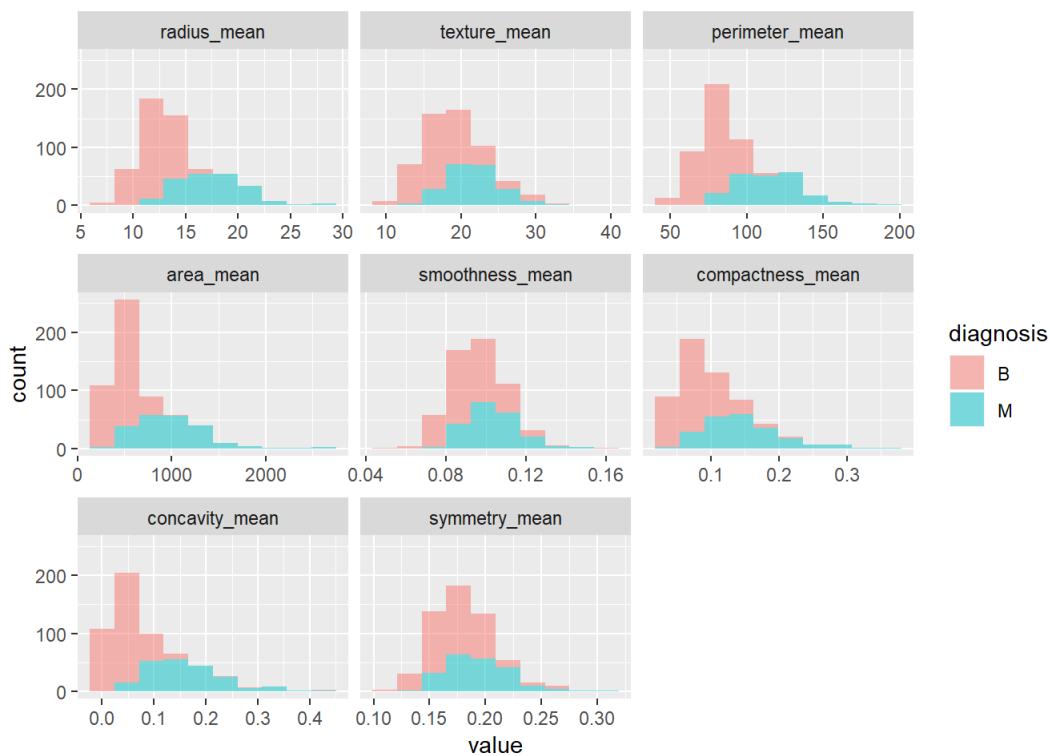 radius_mean texture_mean perimeter_mean
200
100
0
5 10 15 20 25 30 10 20 30 40 50 100 150 200
area_mean smoothness_mean compactness_mean
200
100
0
0 1000 2000 0.04 0.08 0.12 0.16 0.1 0.2 0.3
concavity_mean symmetry_mean
200
100
0
0.0 0.1 0.2 0.3 0.4 0.10 0.15 0.20 0.25 0.30
count
value
diagnosis
B
M